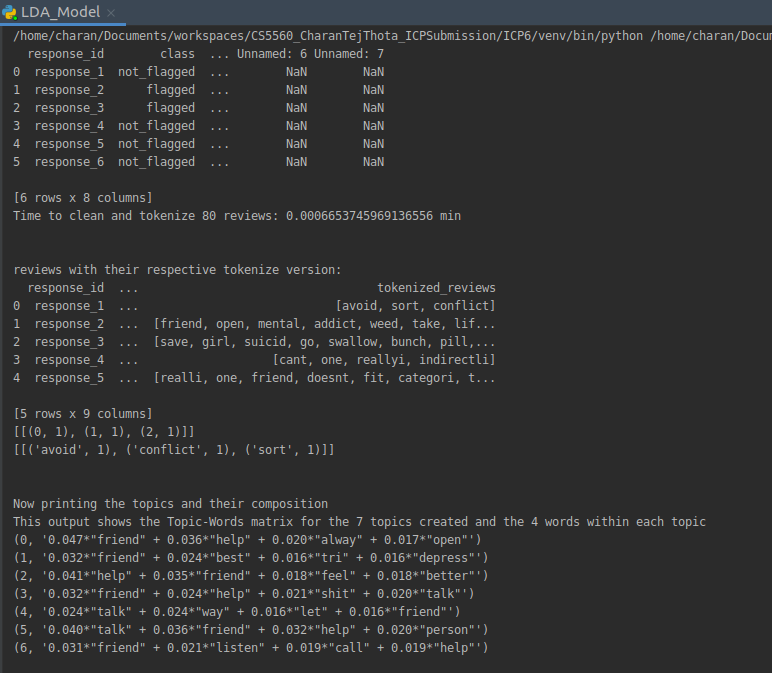 LDA_Model ×
/home/charan/Documents/workspaces/CS5560_CharanTejThota_ICPSubmission/ICP6/venv/bin/python /home/charan/Docum
response_id class ... Unnamed: 6 Unnamed: 7
0 response_1 not_flagged ... NaN NaN
1 response_2 flagged ... NaN NaN
2 response_3 flagged ... NaN NaN
3 response_4 not_flagged ... NaN NaN
4 response_5 not_flagged ... NaN NaN
5 response_6 not_flagged ... NaN NaN
[6 rows x 8 columns]
Time to clean and tokenize 80 reviews: 0.0006653745969136556 min
reviews with their respective tokenize version:
response_id ... tokenized_reviews
0 response_1 ... [avoid, sort, conflict]
1 response_2 ... [friend, open, mental, addict, weed, take, lif...
2 response_3 ... [save, girl, suicid, go, swallow, bunch, pill,...
3 response_4 ... [cant, one, reallyi, indirectli]
4 response_5 ... [realli, one, friend, doesnt, fit, categori, t...
[5 rows x 9 columns]
[[(0, 1), (1, 1), (2, 1)]]
[[('avoid', 1), ('conflict', 1), ('sort', 1)]]
Now printing the topics and their composition
This output shows the Topic-Words matrix for the 7 topics created and the 4 words within each topic
(0, '0.047*"friend" + 0.036*"help" + 0.020*"alway" + 0.017*"open"')
(1, '0.032*"friend" + 0.024*"best" + 0.016*"tri" + 0.016*"depress"')
(2, '0.041*"help" + 0.035*"friend" + 0.018*"feel" + 0.018*"better"')
(3, '0.032*"friend" + 0.024*"help" + 0.021*"shit" + 0.020*"talk"')
(4, '0.024*"talk" + 0.024*"way" + 0.016*"let" + 0.016*"friend"')
(5, '0.040*"talk" + 0.036*"friend" + 0.032*"help" + 0.020*"person"')
(6, '0.031*"friend" + 0.021*"listen" + 0.019*"call" + 0.019*"help"')